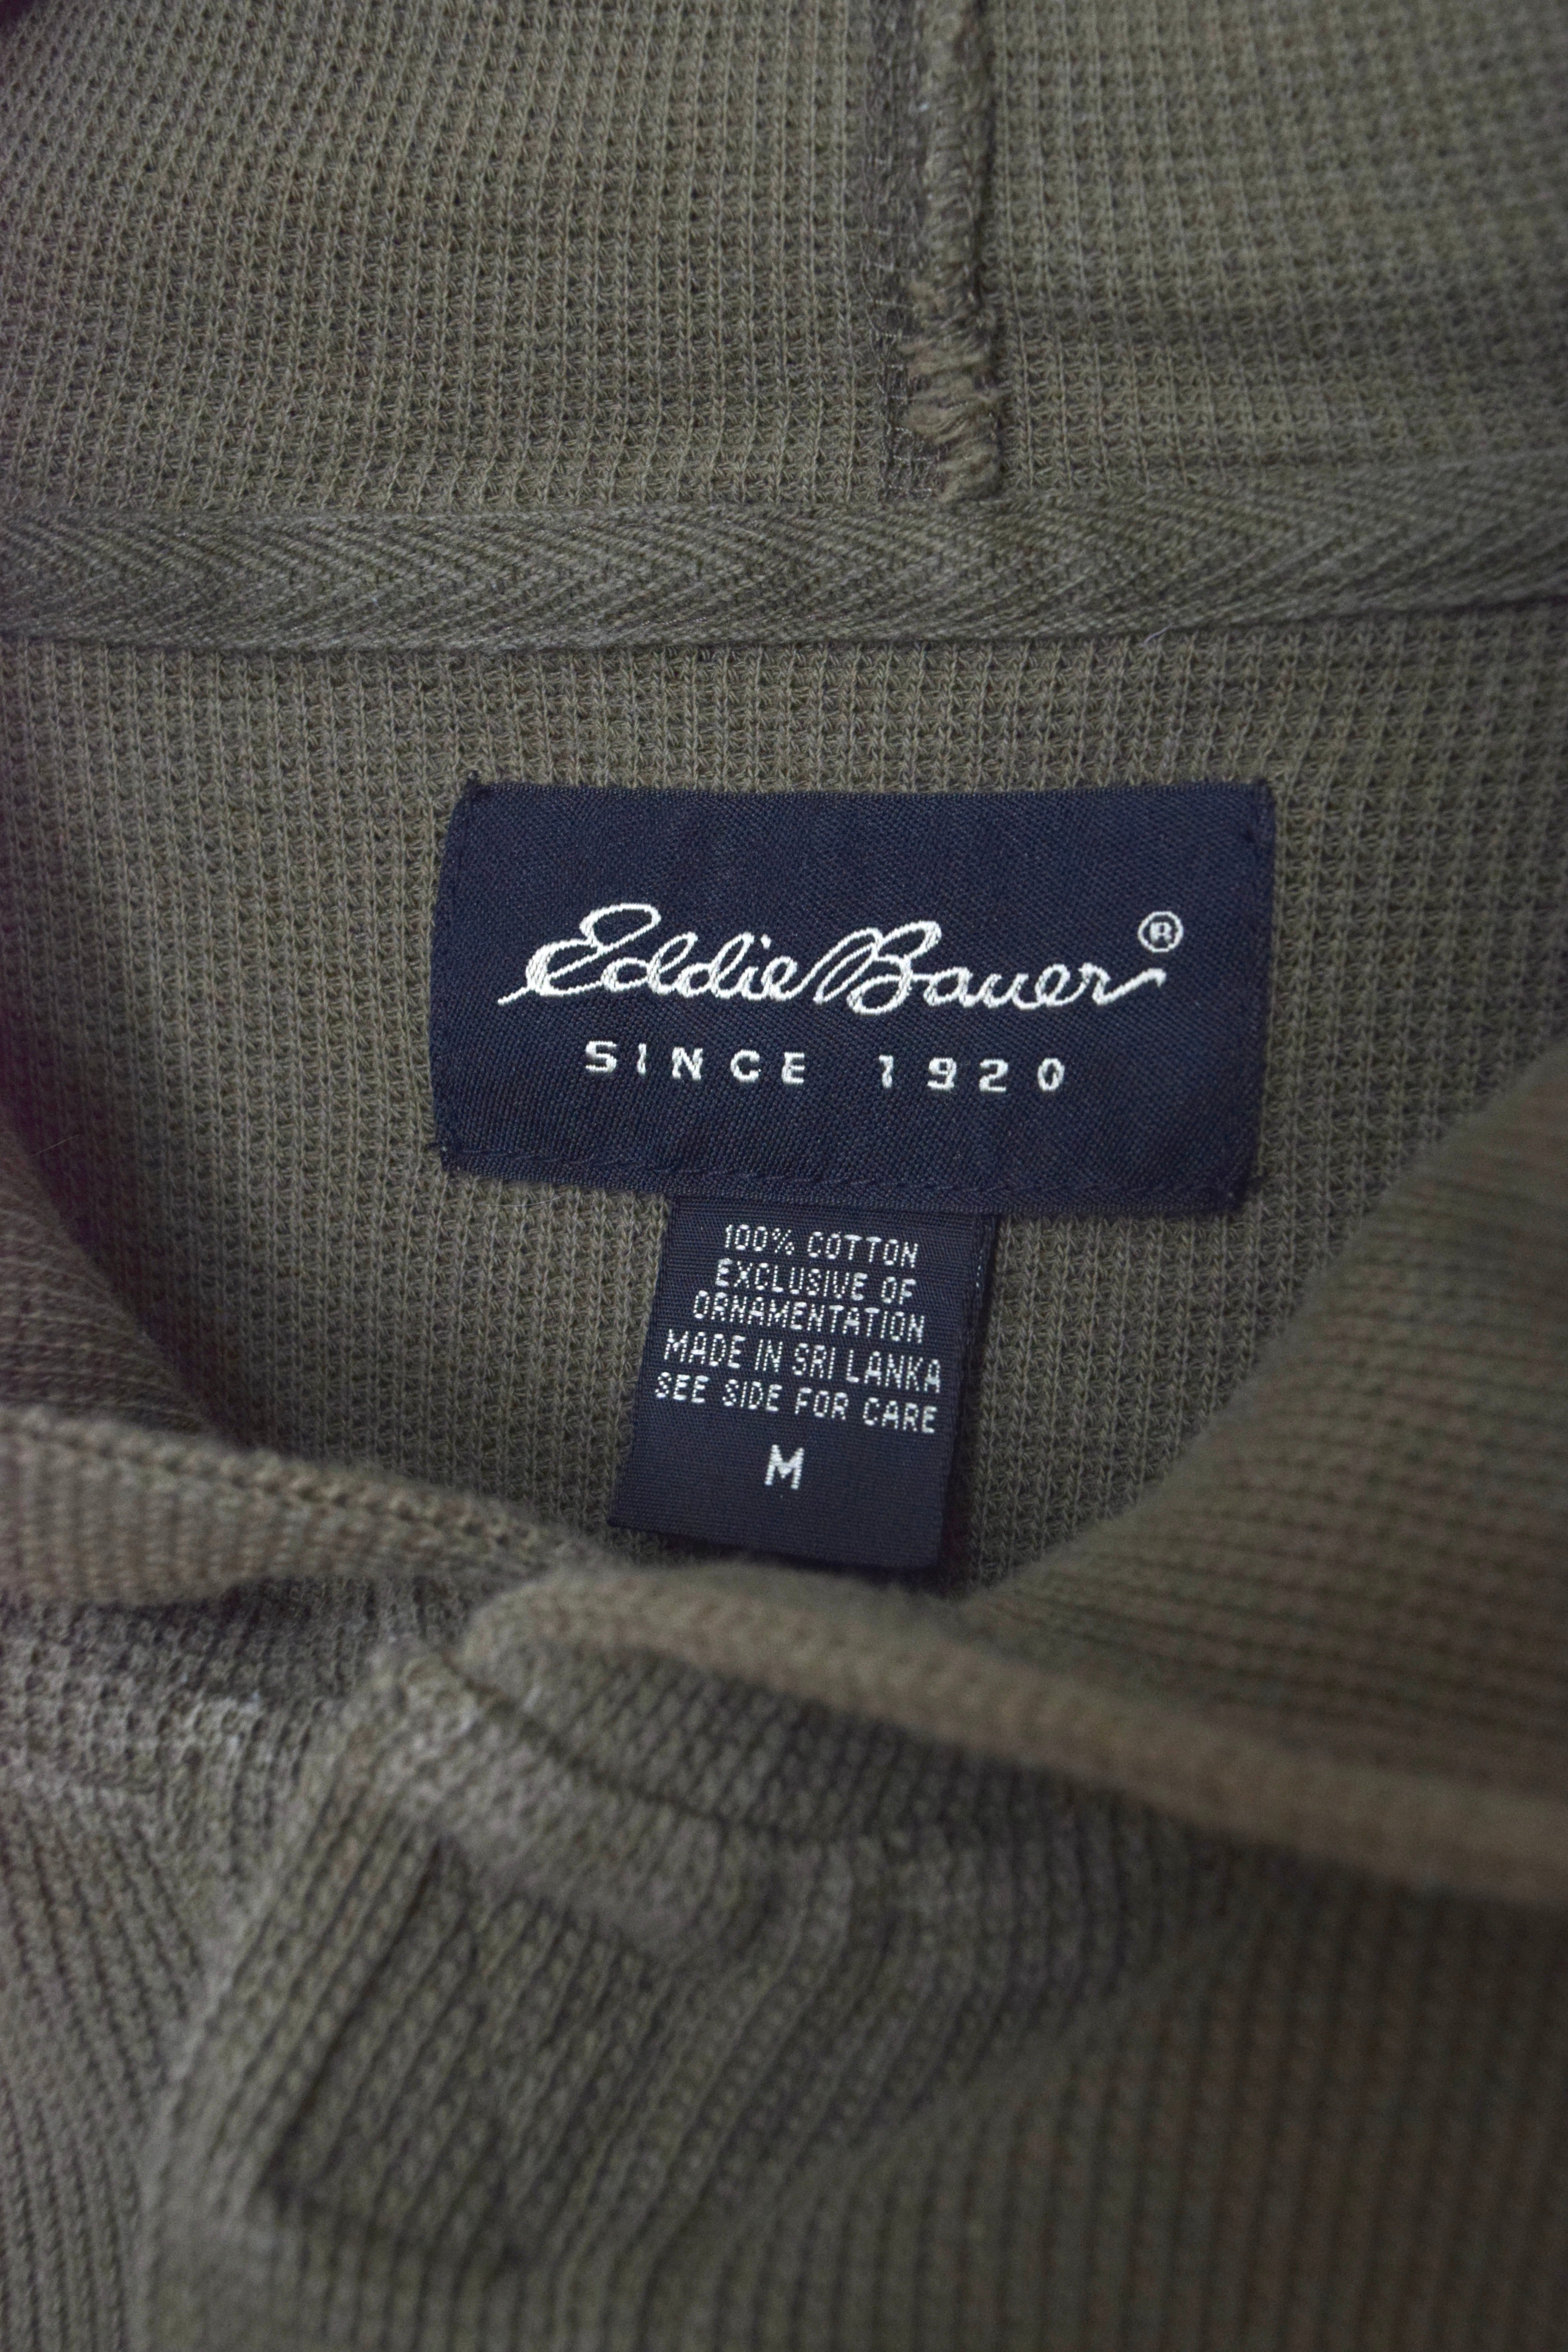 Eddie Bauer®
SINCE 1920
100% COTTON
EXCLUSIVE OF
ORNAMENTATION
MADE IN SRI LANKA
SEE SIDE FOR CARE
M